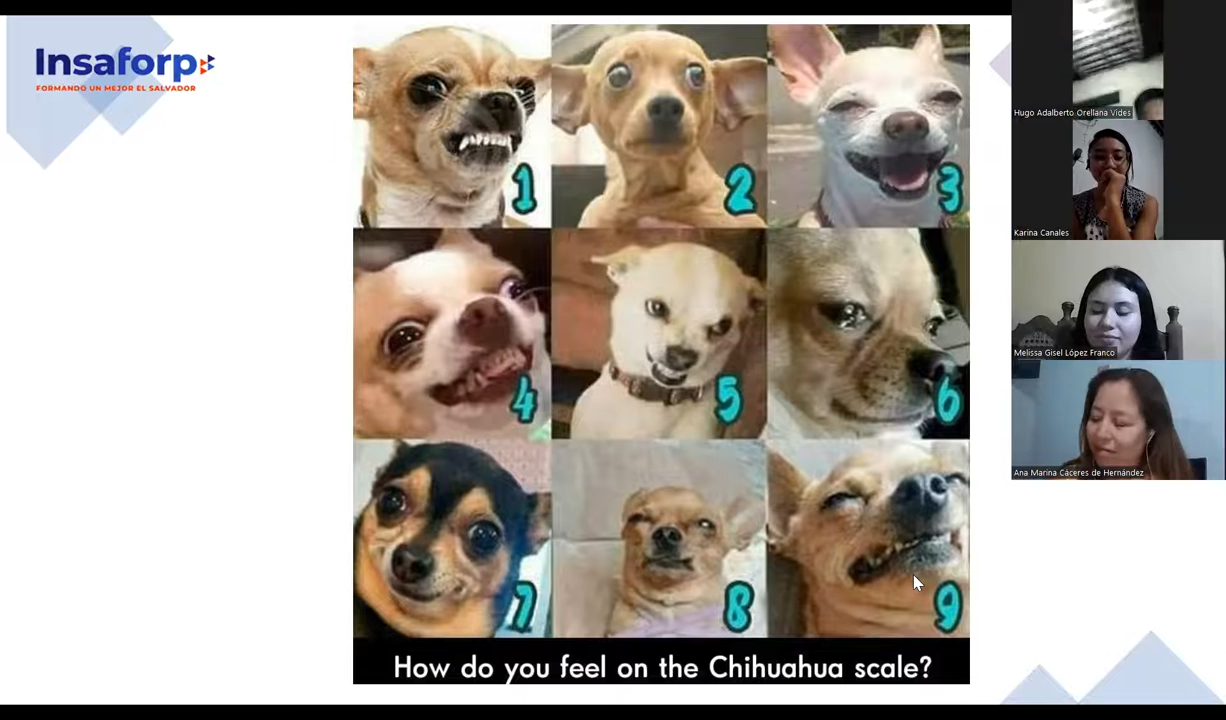 Insaforp
FORMANDO UN MEJOR EL SALVADOR
1
2
3
4
5
6
7
8
9
How do you feel on the Chihuahua scale?
Hugo Adalberto Orellana Vides
Karina Canales
Melissa Gisel López Franco
Ana Marina Cáceres de Hernández